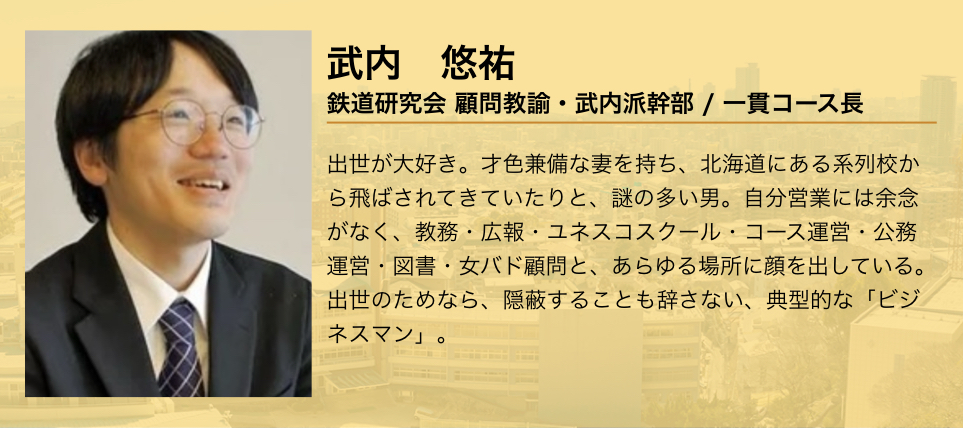 武内　悠祐
鉄道研究会 顧問教諭・武内派幹部 / 一貫コース長
出世が大好き。才色兼備な妻を持ち、北海道にある系列校か
ら飛ばされてきていたりと、謎の多い男。自分営業には余念
がなく、教務・広報・ユネスコスクール・コース運営・公務
運営・図書・女バド顧問と、あらゆる場所に顔を出している。
出世のためなら、隠蔽することも辞さない、典型的な「ビジ
ネスマン」。